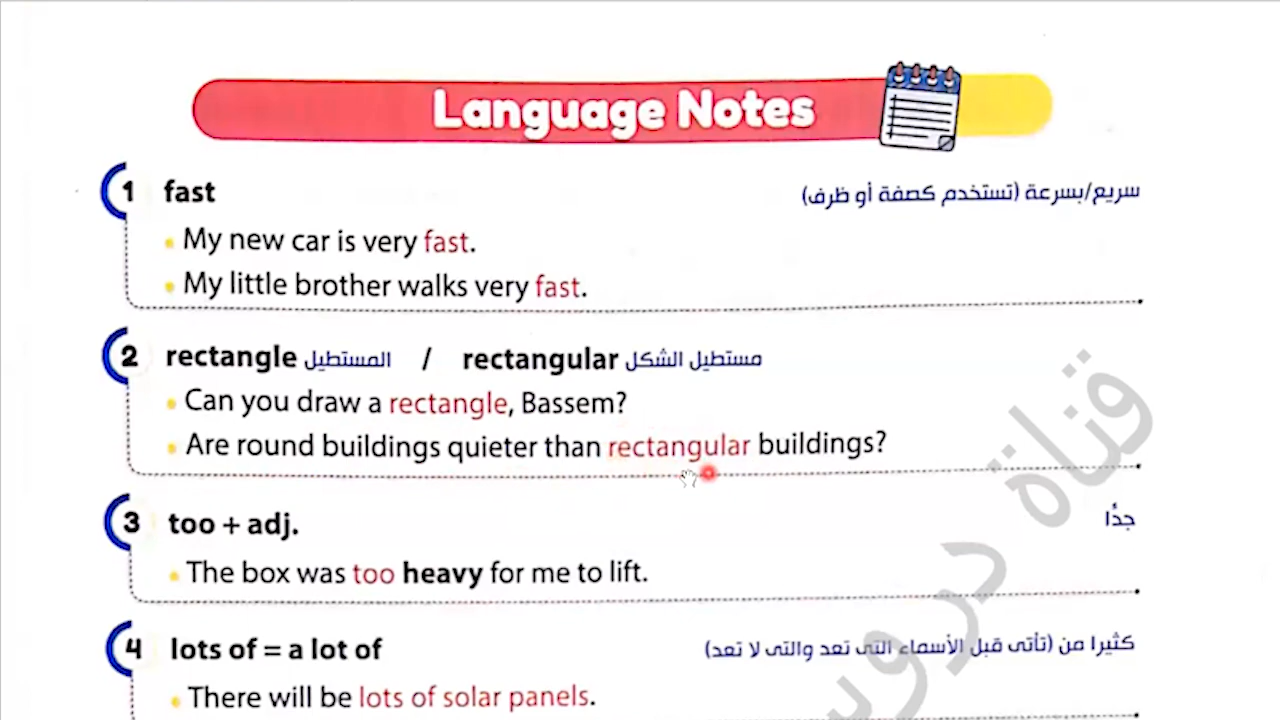 Language Notes
1 fast سريع/بسرعة (تستخدم كصفة أو ظرف)
• My new car is very fast.
• My little brother walks very fast.
2 rectangle المستطيل / rectangular مستطيل الشكل
• Can you draw a rectangle, Bassem?
• Are round buildings quieter than rectangular buildings?
3 too + adj. جدًا
• The box was too heavy for me to lift.
4 lots of = a lot of كثيرا من (تأتى قبل الأسماء التى تعد والتى لا تعد)
• There will be lots of solar panels.
قناة